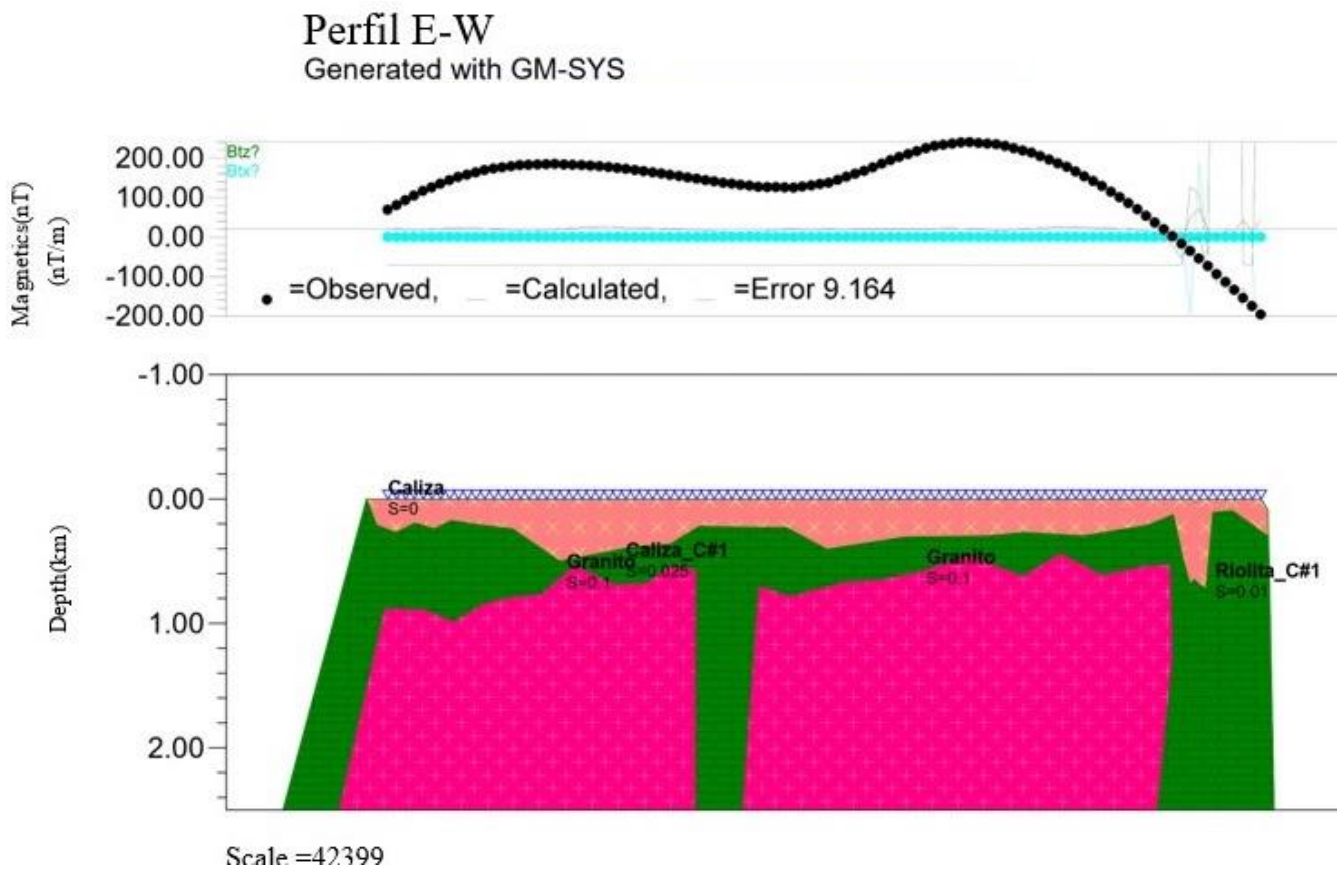 Perfil E-W
Generated with GM-SYS
Magnetics(nT)
(nT/m)
200.00
100.00
0.00
-100.00
-200.00
Btz?
Btx?
=Observed, =Calculated, =Error 9.164
Depth(km)
-1.00
0.00
1.00
2.00
Caliza
S=0
Granito
S=0.1
Caliza_C#1
S=0.025
Granito
S=0.1
Riolita_C#1
S=0.01
Scale =42399